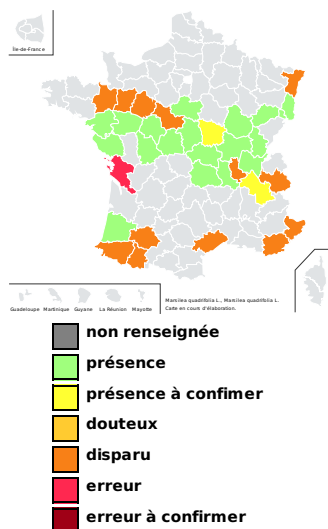 Île-de-France
Guadeloupe Martinique Guyane La Réunion Mayotte
Marsilea quadrifolia L., Marsilea quadrifolia L.
Carte en cours d'élaboration.
non renseignée
présence
présence à confimer
douteux
disparu
erreur
erreur à confirmer